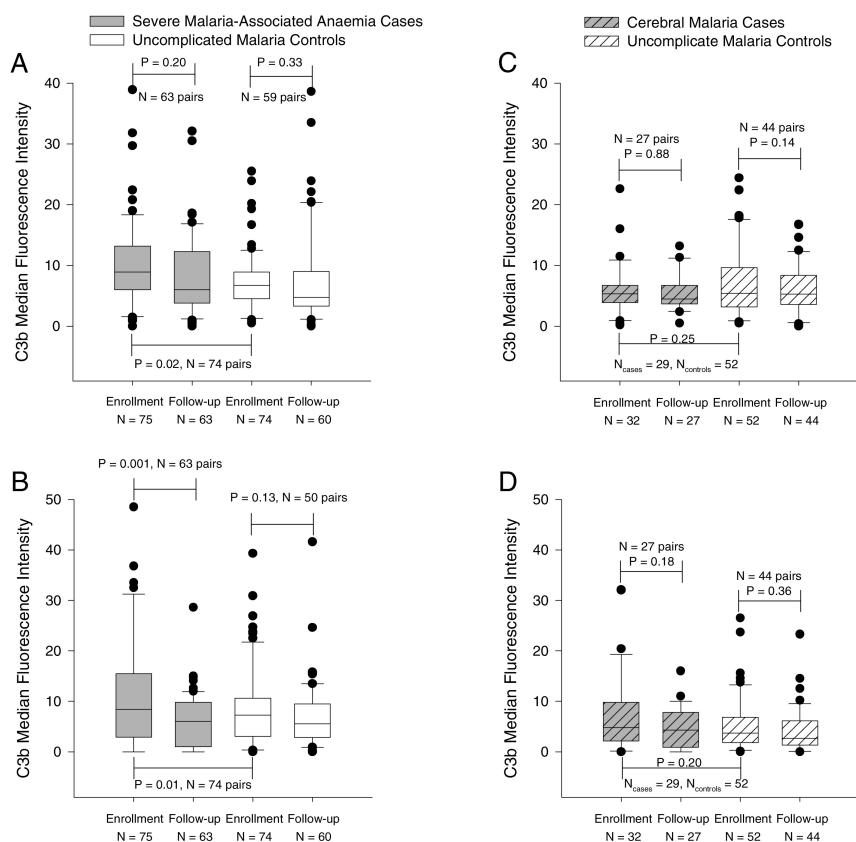 Severe Malaria-Associated Anaemia Cases
Uncomplicated Malaria Controls
Cerebral Malaria Cases
Uncomplicate Malaria Controls
A
P = 0.20
P = 0.33
N = 63 pairs
N = 59 pairs
40
30
20
10
0
C3b Median Fluorescence Intensity
P = 0.02, N = 74 pairs
Enrollment Follow-up Enrollment Follow-up
N = 75 N = 63 N = 74 N = 60
C
N = 27 pairs
P = 0.88
N = 44 pairs
P = 0.14
40
30
20
10
0
C3b Median Fluorescence Intensity
P = 0.25
Ncases = 29, Ncontrols = 52
Enrollment Follow-up Enrollment Follow-up
N = 32 N = 27 N = 52 N = 44
B
P = 0.001, N = 63 pairs
P = 0.13, N = 50 pairs
50
40
30
20
10
0
C3b Median Fluorescence Intensity
P = 0.01, N = 74 pairs
Enrollment Follow-up Enrollment Follow-up
N = 75 N = 63 N = 74 N = 60
D
N = 27 pairs
P = 0.18
N = 44 pairs
P = 0.36
50
40
30
20
10
0
C3b Median Fluorescence Intensity
P = 0.20
Ncases = 29, Ncontrols = 52
Enrollment Follow-up Enrollment Follow-up
N = 32 N = 27 N = 52 N = 44